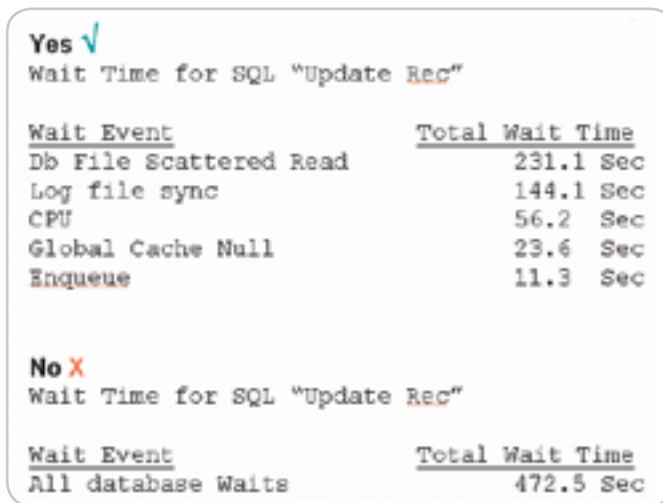 Yes √
Wait Time for SQL "Update Rec"
Wait Event Total Wait Time
Db File Scattered Read 231.1 Sec
Log file sync 144.1 Sec
CPU 56.2 Sec
Global Cache Null 23.6 Sec
Enqueue 11.3 Sec
No X
Wait Time for SQL "Update Rec"
Wait Event Total Wait Time
All database Waits 472.5 Sec